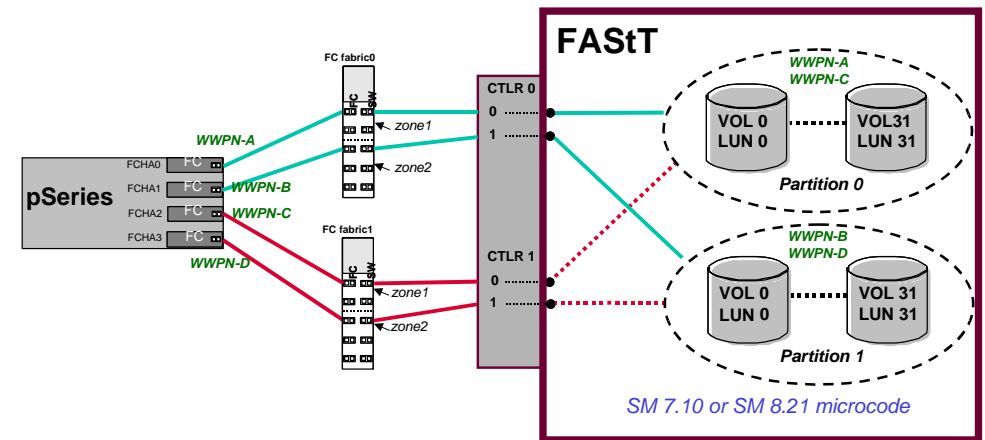 FAStT
FC fabric0
FC
SW
zone1
zone2
WWPN-A
WWPN-B
WWPN-C
WWPN-D
pSeries
FCHA0
FC
FCHA1
FC
FCHA2
FC
FCHA3
FC
FC fabric1
FC
SW
zone1
zone2
CTLR 0
0
1
CTLR 1
0
1
WWPN-A
WWPN-C
VOL 0
LUN 0
VOL31
LUN 31
Partition 0
WWPN-B
WWPN-D
VOL 0
LUN 0
VOL 31
LUN 31
Partition 1
SM 7.10 or SM 8.21 microcode